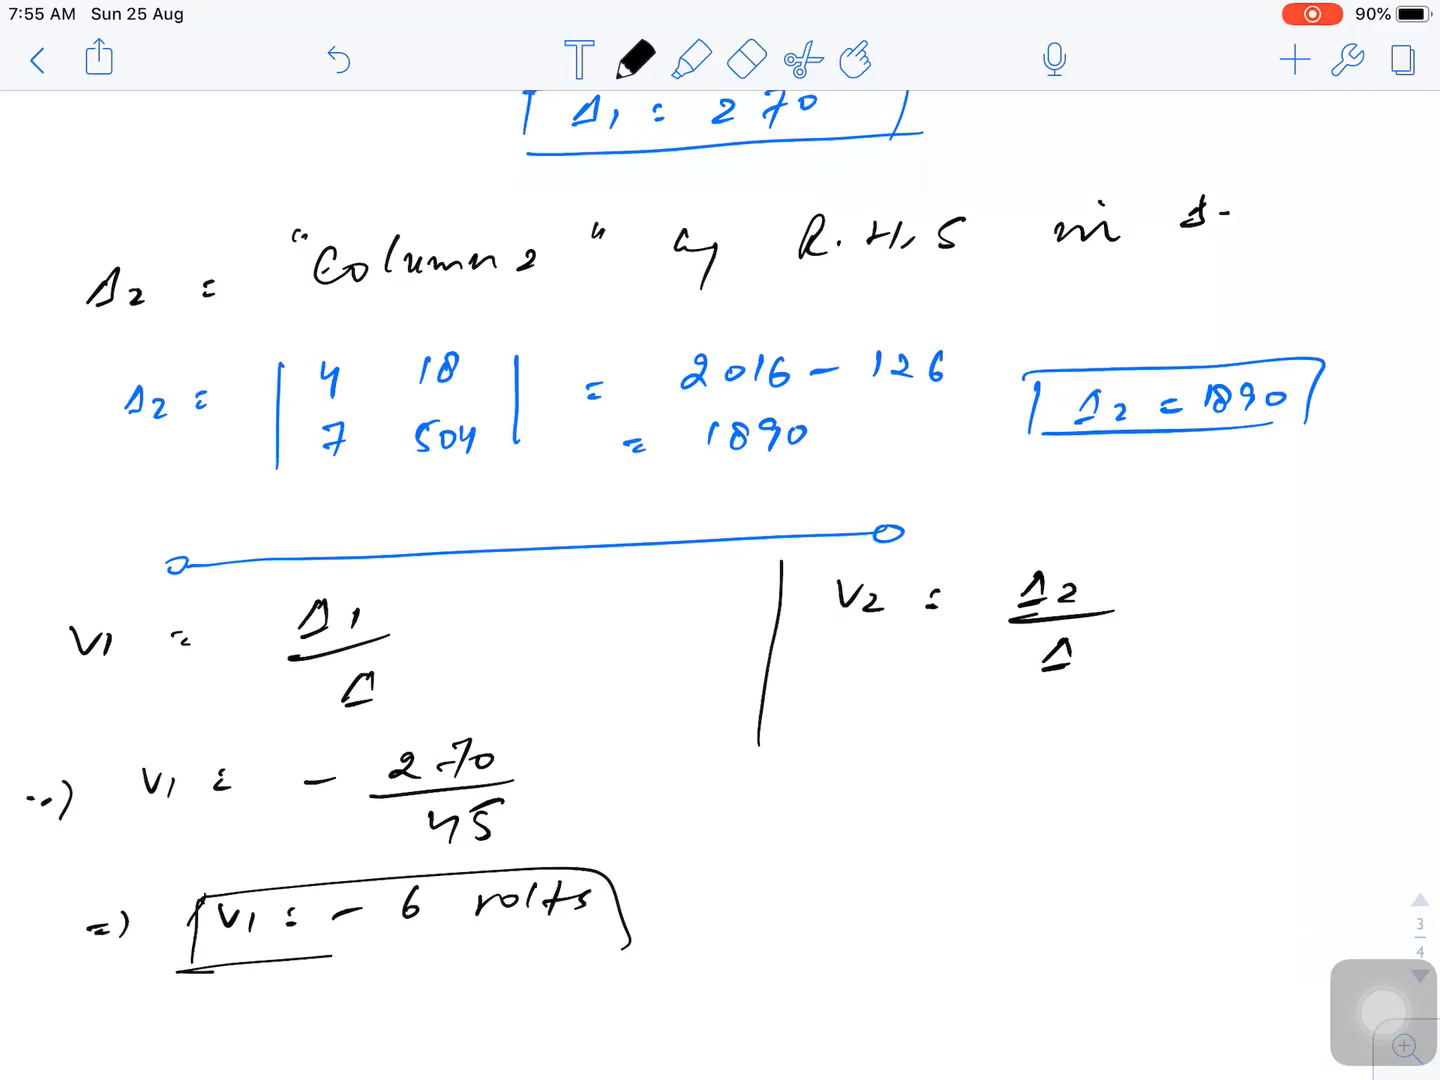 7:55 AM Sun 25 Aug 90%
Δ1 = 270
Δ2 = "Column 2" by R.H.S in Δ-
Δ2 = | 4 18 | = 2016 - 126
| 7 504 | = 1890
Δ2 = 1890
V1 = Δ1 / Δ
V2 = Δ2 / Δ
=) V1 = - 270 / 45
=) V1 = - 6 volts
3
4